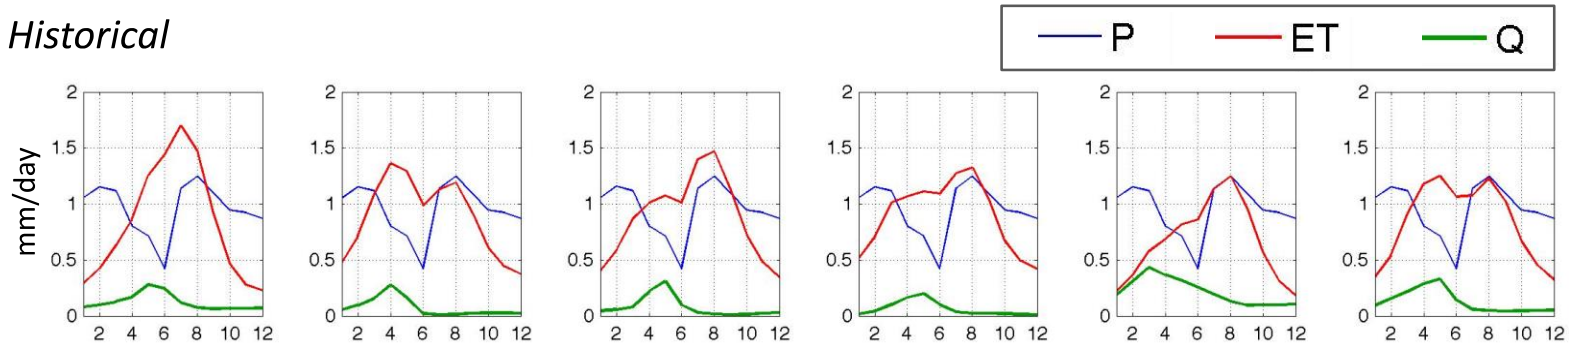 Historical
P ET Q
mm/day
2 2 2 2 2 2
1.5 1.5 1.5 1.5 1.5 1.5
1 1 1 1 1 1
0.5 0.5 0.5 0.5 0.5 0.5
0 0 0 0 0 0
2 4 6 8 10 12 2 4 6 8 10 12 2 4 6 8 10 12 2 4 6 8 10 12 2 4 6 8 10 12 2 4 6 8 10 12